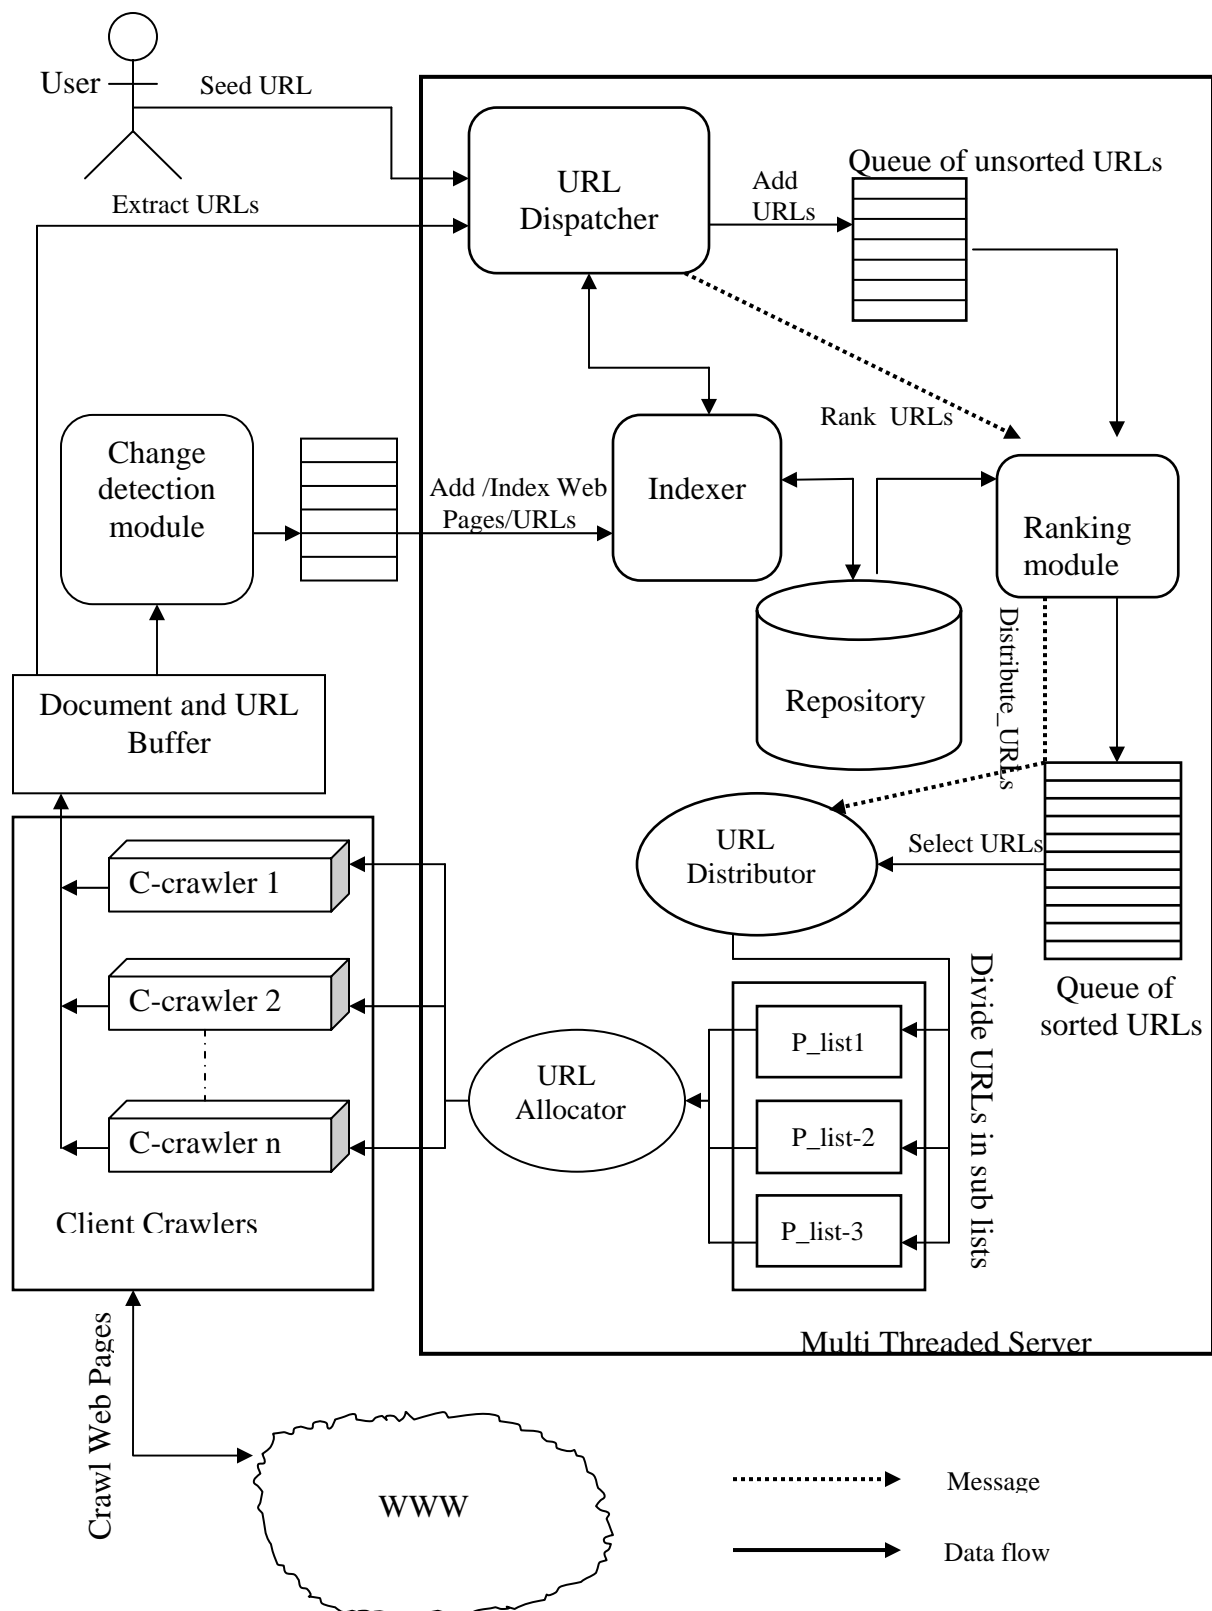 User
Seed URL
Extract URLs
URL
Dispatcher
Add
URLs
Queue of unsorted URLs
Rank URLs
Change
detection
module
Add /Index Web
Pages/URLs
Indexer
Ranking
module
Repository
Distribute_URLs
Document and URL
Buffer
URL
Distributor
Select URLs
Queue of
sorted URLs
C-crawler 1
C-crawler 2
C-crawler n
Client Crawlers
URL
Allocator
P_list1
P_list-2
P_list-3
Divide URLs in sub lists
Multi Threaded Server
Crawl Web Pages
WWW
Message
Data flow